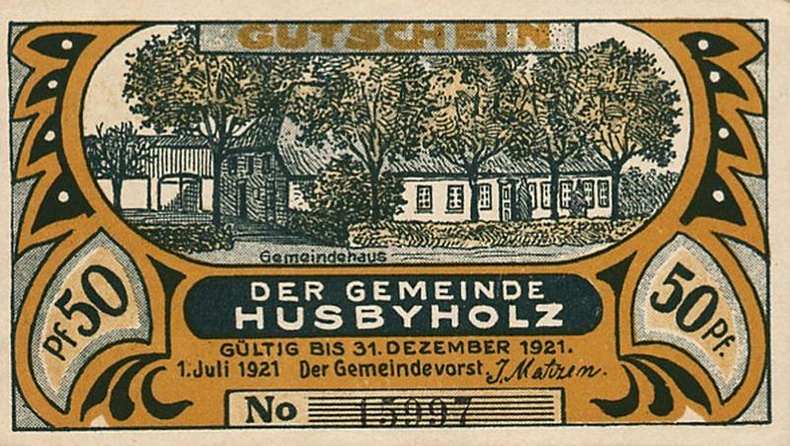 GUTSCHEIN
Gemeindehaus
DER GEMEINDE
HUSBYHOLZ
Pf 50
50 Pf.
GÜLTIG BIS 31. DEZEMBER 1921.
1. Juli 1921 Der Gemeindevorst. J. Matzen.
No 15997